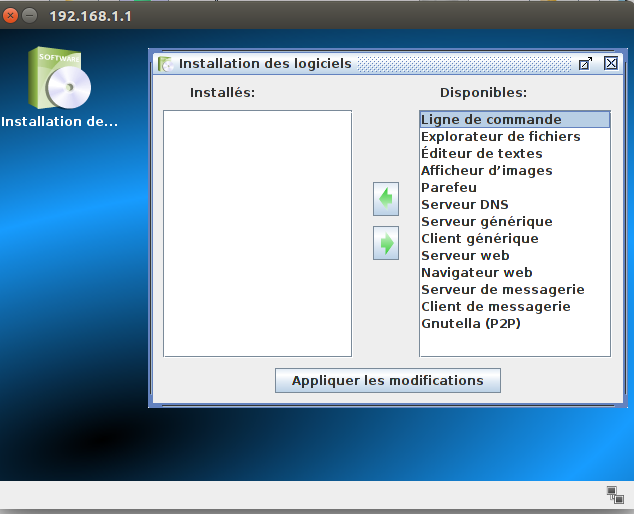 192.168.1.1
SOFTWARE
Installation de...
Installation des logiciels
Installés:
Disponibles:
Ligne de commande
Explorateur de fichiers
Éditeur de textes
Afficheur d’images
Parefeu
Serveur DNS
Serveur générique
Client générique
Serveur web
Navigateur web
Serveur de messagerie
Client de messagerie
Gnutella (P2P)
Appliquer les modifications